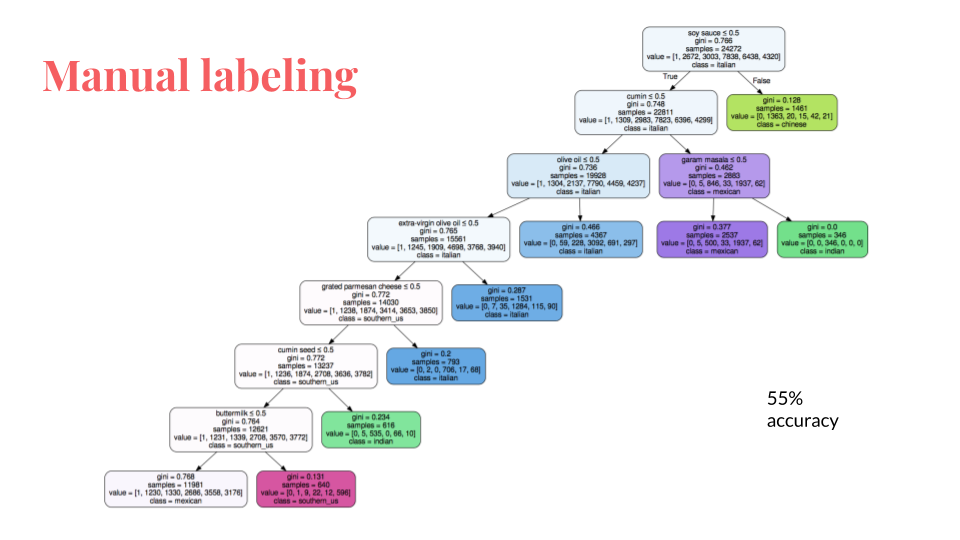 Manual labeling
soy sauce ≤ 0.5
gini = 0.766
samples = 24272
value = [1, 2672, 3003, 7838, 6438, 4320]
class = italian
True
False
cumin ≤ 0.5
gini = 0.748
samples = 22811
value = [1, 1309, 2983, 7823, 6396, 4299]
class = italian
gini = 0.128
samples = 1461
value = [0, 1363, 20, 15, 42, 21]
class = chinese
olive oil ≤ 0.5
gini = 0.736
samples = 19928
value = [1, 1304, 2137, 7790, 4459, 4237]
class = italian
garam masala ≤ 0.5
gini = 0.462
samples = 2883
value = [0, 5, 846, 33, 1937, 62]
class = mexican
extra-virgin olive oil ≤ 0.5
gini = 0.765
samples = 15561
value = [1, 1245, 1909, 4698, 3768, 3940]
class = italian
gini = 0.466
samples = 4367
value = [0, 59, 228, 3092, 691, 297]
class = italian
gini = 0.377
samples = 2537
value = [0, 5, 500, 33, 1937, 62]
class = mexican
gini = 0.0
samples = 346
value = [0, 0, 346, 0, 0, 0]
class = indian
grated parmesan cheese ≤ 0.5
gini = 0.772
samples = 14030
value = [1, 1238, 1874, 3414, 3653, 3850]
class = southern_us
gini = 0.287
samples = 1531
value = [0, 7, 35, 1284, 115, 90]
class = italian
cumin seed ≤ 0.5
gini = 0.772
samples = 13237
value = [1, 1236, 1874, 2708, 3636, 3782]
class = southern_us
gini = 0.2
samples = 793
value = [0, 2, 0, 706, 17, 68]
class = italian
55%
accuracy
buttermilk ≤ 0.5
gini = 0.764
samples = 12621
value = [1, 1231, 1339, 2708, 3570, 3772]
class = southern_us
gini = 0.234
samples = 616
value = [0, 5, 535, 0, 66, 10]
class = indian
gini = 0.768
samples = 11981
value = [1, 1230, 1330, 2686, 3558, 3176]
class = mexican
gini = 0.131
samples = 640
value = [0, 1, 9, 22, 12, 596]
class = southern_us